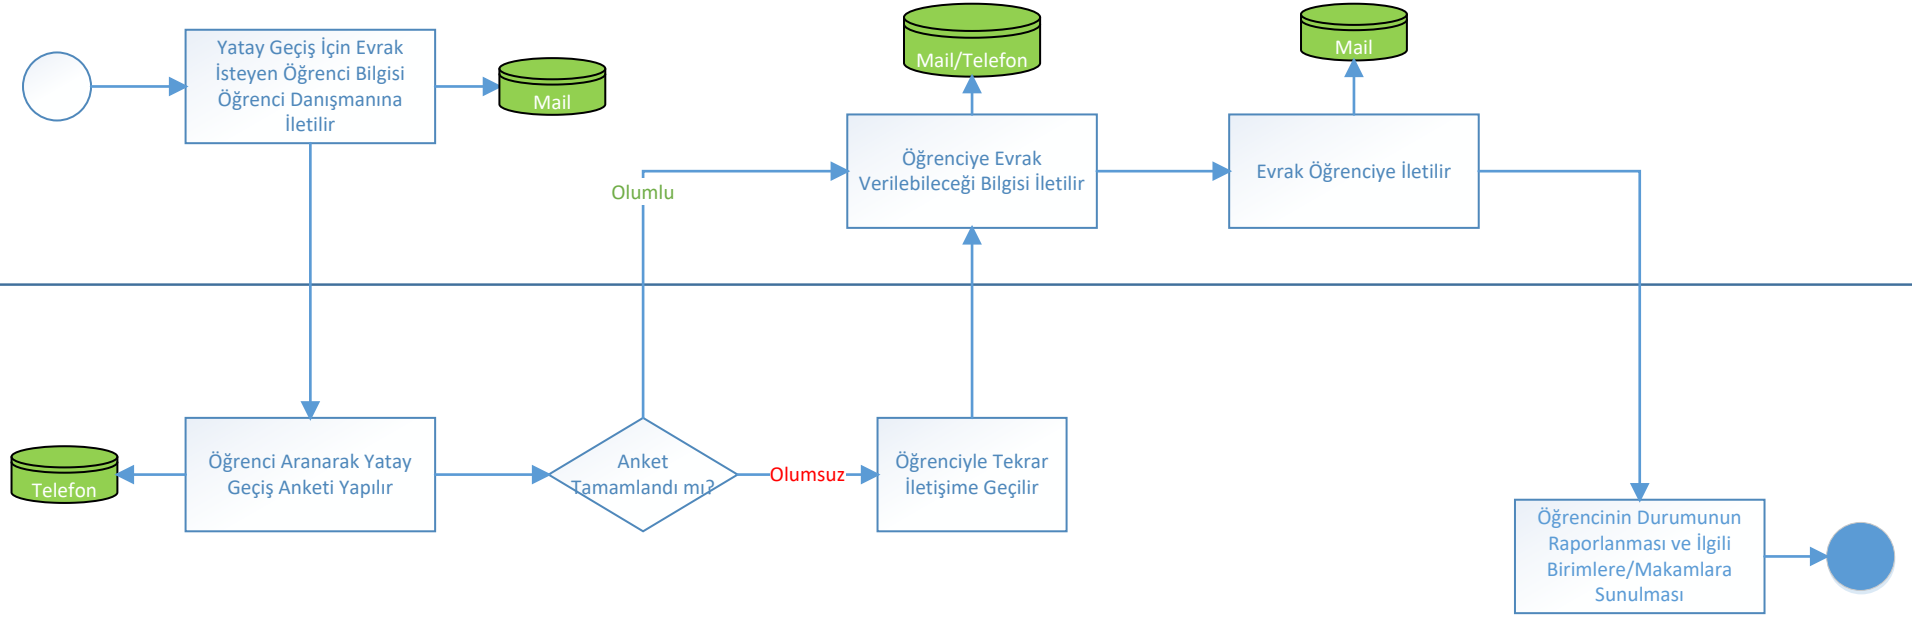 Yatay Geçiş İçin Evrak
İsteyen Öğrenci Bilgisi
Öğrenci Danışmanına
İletilir
Mail
Mail/Telefon
Mail
Öğrenciye Evrak
Verilebileceği Bilgisi İletilir
Evrak Öğrenciye İletilir
Olumlu
Telefon
Öğrenci Aranarak Yatay
Geçiş Anketi Yapılır
Anket
Tamamlandı mı?
Olumsuz
Öğrenciyle Tekrar
İletişime Geçilir
Öğrencinin Durumunun
Raporlanması ve İlgili
Birimlere/Makamlara
Sunulması